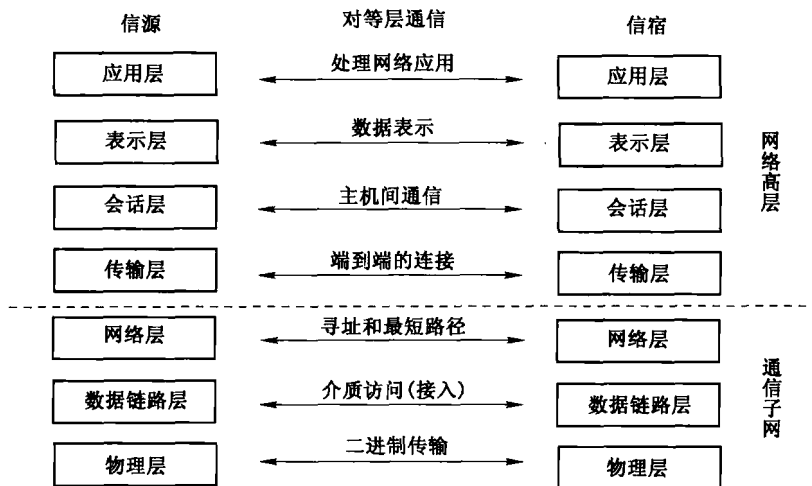 信源 对等层通信 信宿
应用层 处理网络应用 应用层
表示层 数据表示 表示层
会话层 主机间通信 会话层
传输层 端到端的连接 传输层
网络高层
网络层 寻址和最短路径 网络层
数据链路层 介质访问(接入) 数据链路层
物理层 二进制传输 物理层
通信子网